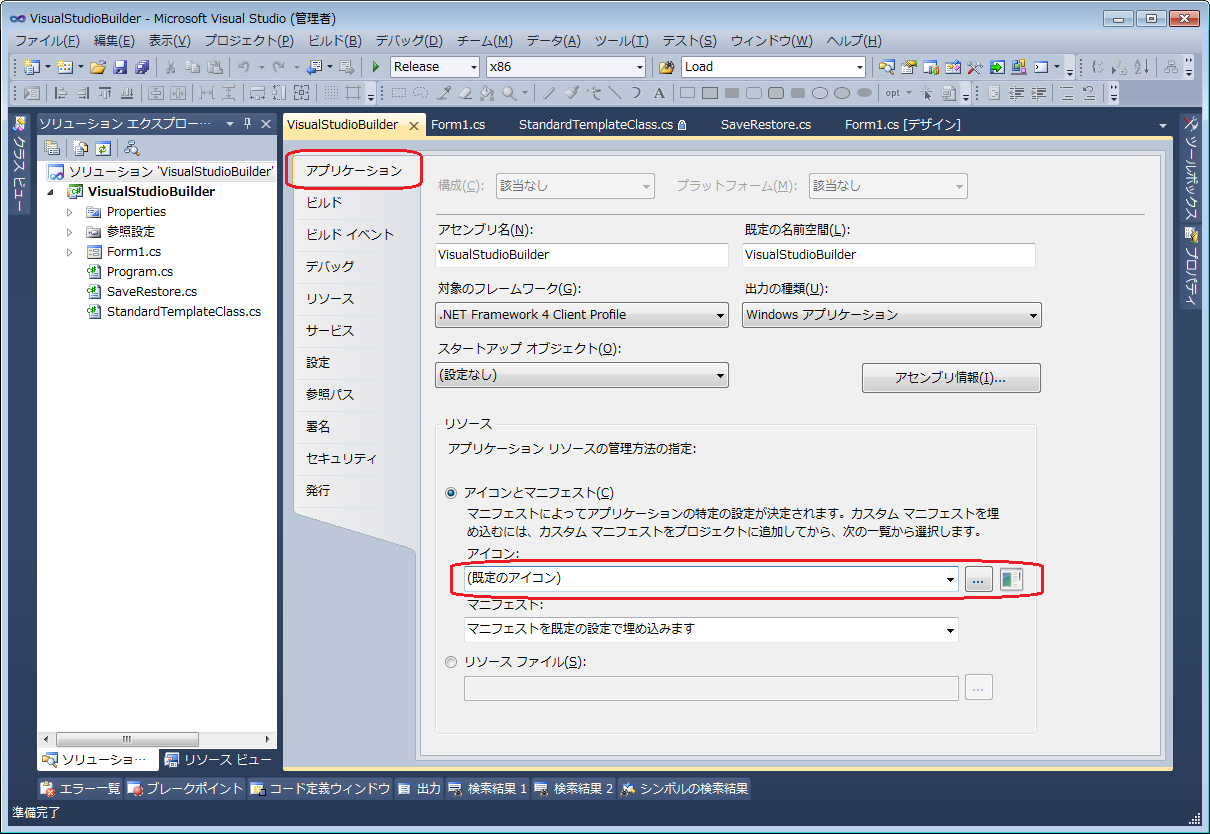 VisualStudioBuilder - Microsoft Visual Studio (管理者)
ファイル(F) 編集(E) 表示(V) プロジェクト(P) ビルド(B) デバッグ(D) チーム(M) データ(A) ツール(T) テスト(S) ウィンドウ(W) ヘルプ(H)
Release x86 Load
A opt
クラス ビュー
ソリューション エクスプロー…
ソリューション 'VisualStudioBuilder'
VisualStudioBuilder
Properties
参照設定
Form1.cs
Program.cs
SaveRestore.cs
StandardTemplateClass.cs
ソリューショ… リソース ビュー
VisualStudioBuilder Form1.cs StandardTemplateClass.cs SaveRestore.cs Form1.cs [デザイン]
アプリケーション
ビルド
ビルド イベント
デバッグ
リソース
サービス
設定
参照パス
署名
セキュリティ
発行
構成(C): 該当なし プラットフォーム(M): 該当なし
アセンブリ名(N): 既定の名前空間(L):
VisualStudioBuilder VisualStudioBuilder
対象のフレームワーク(G): 出力の種類(U):
.NET Framework 4 Client Profile Windows アプリケーション
スタートアップ オブジェクト(O):
(設定なし) アセンブリ情報(I)...
リソース
アプリケーション リソースの管理方法の指定:
アイコンとマニフェスト(C)
マニフェストによってアプリケーションの特定の設定が決定されます。カスタム マニフェストを埋
め込むには、カスタム マニフェストをプロジェクトに追加してから、次の一覧から選択します。
アイコン:
(既定のアイコン) ...
マニフェスト:
マニフェストを既定の設定で埋め込みます
リソース ファイル(S):
...
ツールボックス
プロパティ
エラー一覧 ブレークポイント コード定義ウィンドウ 出力 検索結果 1 検索結果 2 シンボルの検索結果
準備完了